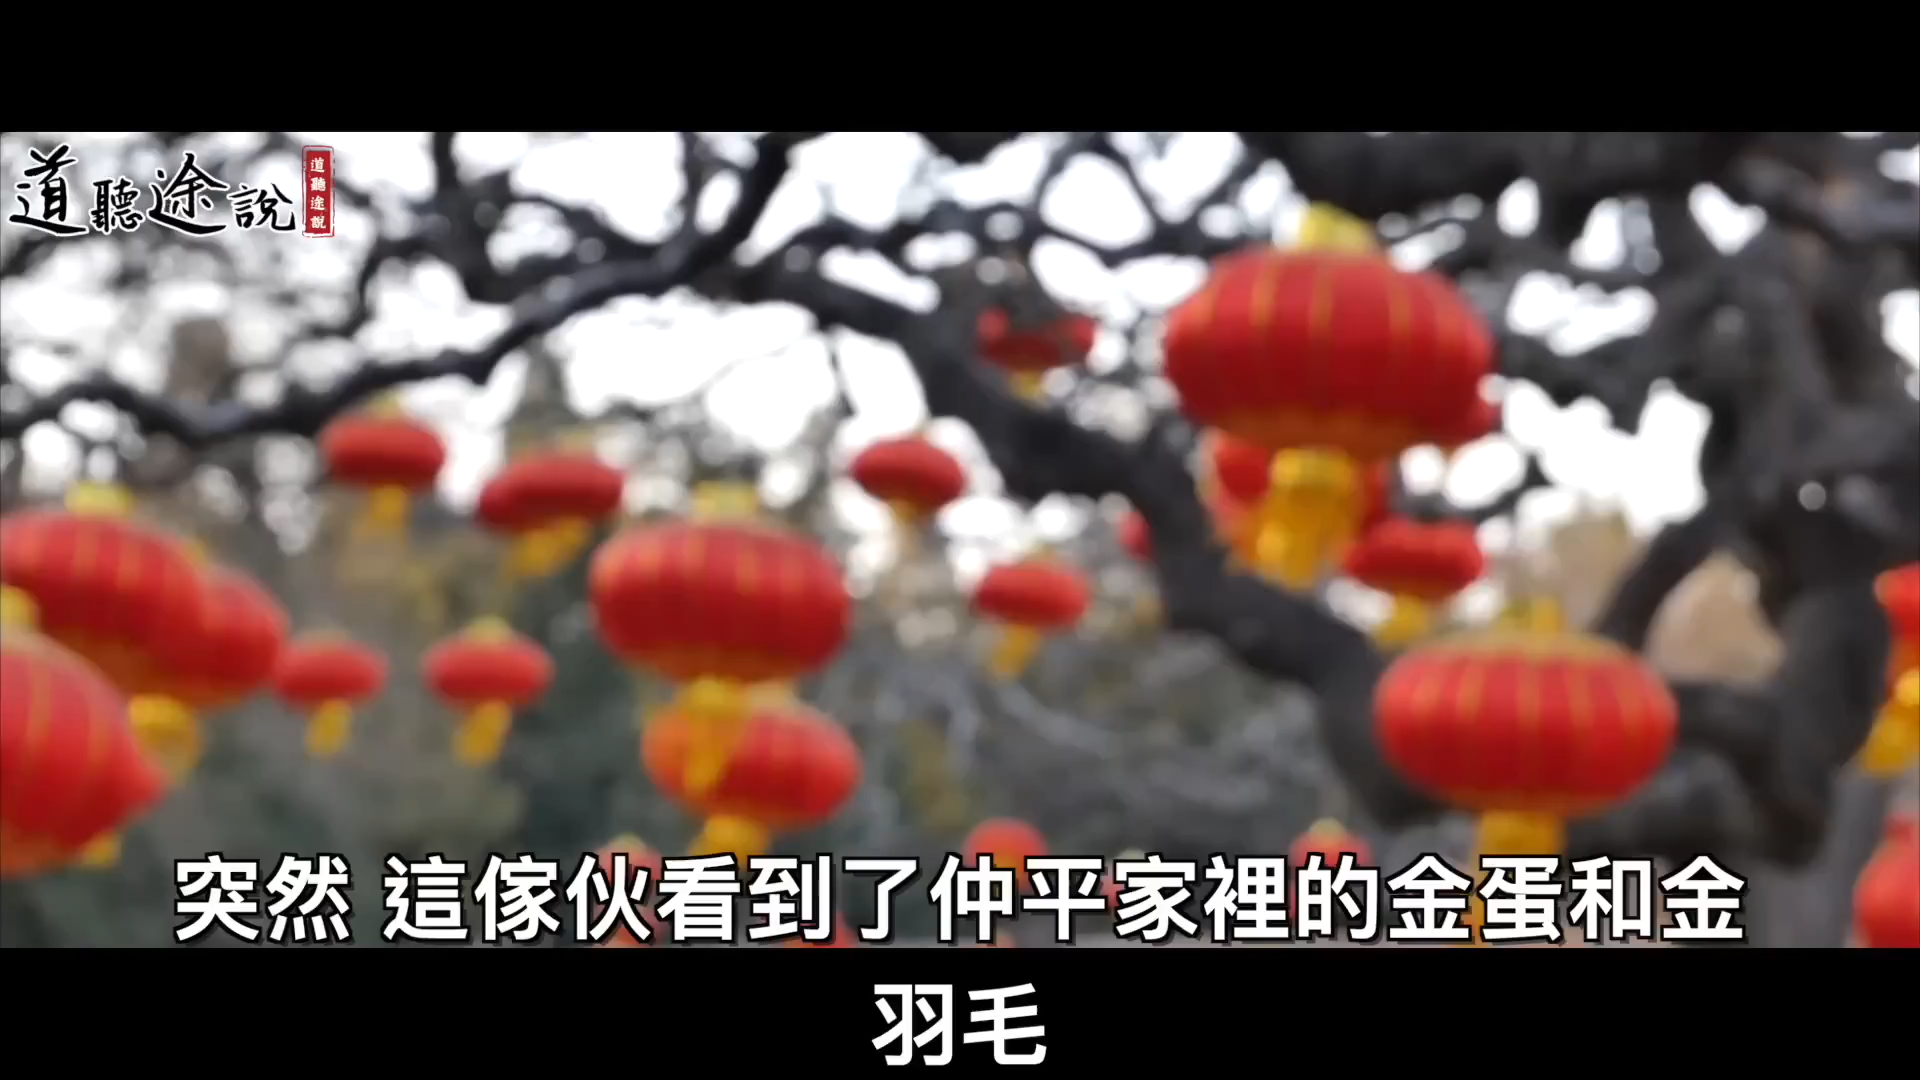 道聽途說
道聽途說
突然 這傢伙看到了仲平家裡的金蛋和金
羽毛